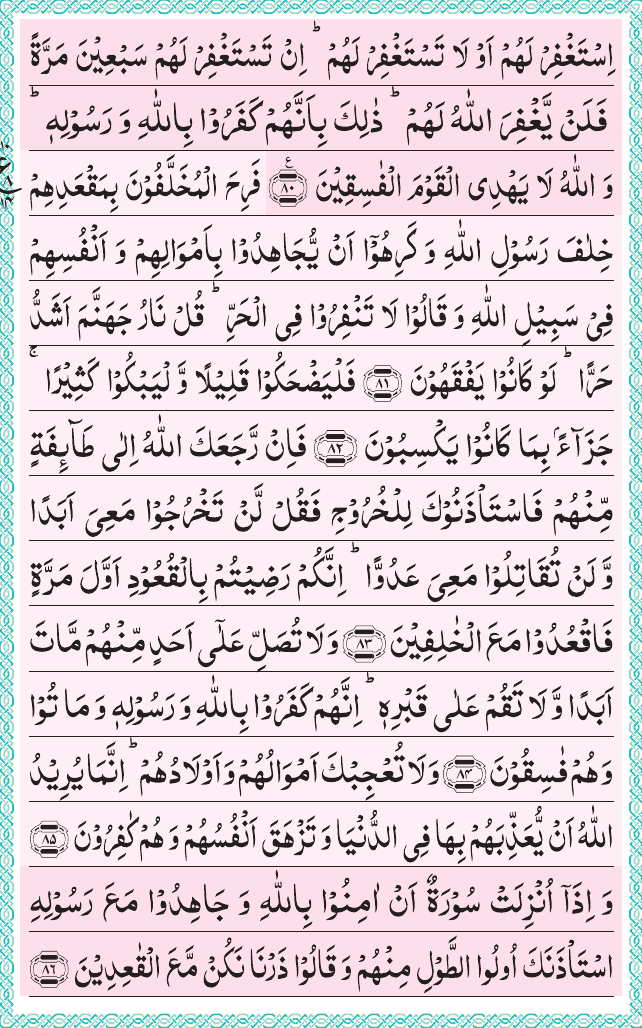 اِسْتَغْفِرْ لَهُمْ اَوْ لَا تَسْتَغْفِرْ لَهُمْ ؕ اِنْ تَسْتَغْفِرْ لَهُمْ سَبْعِيْنَ مَرَّةً
فَلَنْ يَّغْفِرَ اللّٰهُ لَهُمْ ؕ ذٰلِكَ بِاَنَّهُمْ كَفَرُوْا بِاللّٰهِ وَ رَسُوْلِهٖ ؕ
وَ اللّٰهُ لَا يَهْدِى الْقَوْمَ الْفٰسِقِيْنَ ﴿۸۰﴾ فَرِحَ الْمُخَلَّفُوْنَ بِمَقْعَدِهِمْ
خِلٰفَ رَسُوْلِ اللّٰهِ وَ كَرِهُوْۤا اَنْ يُّجَاهِدُوْا بِاَمْوَالِهِمْ وَ اَنْفُسِهِمْ
فِىْ سَبِيْلِ اللّٰهِ وَ قَالُوْا لَا تَنْفِرُوْا فِى الْحَرِّ ؕ قُلْ نَارُ جَهَنَّمَ اَشَدُّ
حَرًّا ؕ لَوْ كَانُوْا يَفْقَهُوْنَ ﴿۸۱﴾ فَلْيَضْحَكُوْا قَلِيْلًا وَّ لْيَبْكُوْا كَثِيْرًا ۚ
جَزَآءًۢ بِمَا كَانُوْا يَكْسِبُوْنَ ﴿۸۲﴾ فَاِنْ رَّجَعَكَ اللّٰهُ اِلٰى طَآئِفَةٍ
مِّنْهُمْ فَاسْتَاْذَنُوْكَ لِلْخُرُوْجِ فَقُلْ لَّنْ تَخْرُجُوْا مَعِىَ اَبَدًا
وَّ لَنْ تُقَاتِلُوْا مَعِىَ عَدُوًّا ؕ اِنَّكُمْ رَضِيْتُمْ بِالْقُعُوْدِ اَوَّلَ مَرَّةٍ
فَاقْعُدُوْا مَعَ الْخٰلِفِيْنَ ﴿۸۳﴾ وَ لَا تُصَلِّ عَلٰٓى اَحَدٍ مِّنْهُمْ مَّاتَ
اَبَدًا وَّ لَا تَقُمْ عَلٰى قَبْرِهٖ ؕ اِنَّهُمْ كَفَرُوْا بِاللّٰهِ وَ رَسُوْلِهٖ وَ مَا تُوْا
وَ هُمْ فٰسِقُوْنَ ﴿۸۴﴾ وَ لَا تُعْجِبْكَ اَمْوَالُهُمْ وَ اَوْلَادُهُمْ ؕ اِنَّمَا يُرِيْدُ
اللّٰهُ اَنْ يُّعَذِّبَهُمْ بِهَا فِى الدُّنْيَا وَ تَزْهَقَ اَنْفُسُهُمْ وَ هُمْ كٰفِرُوْنَ ﴿۸۵﴾
وَ اِذَاۤ اُنْزِلَتْ سُوْرَةٌ اَنْ اٰمِنُوْا بِاللّٰهِ وَ جَاهِدُوْا مَعَ رَسُوْلِهِ
اسْتَاْذَنَكَ اُولُوا الطَّوْلِ مِنْهُمْ وَ قَالُوْا ذَرْنَا نَكُنْ مَّعَ الْقٰعِدِيْنَ ﴿۸۶﴾